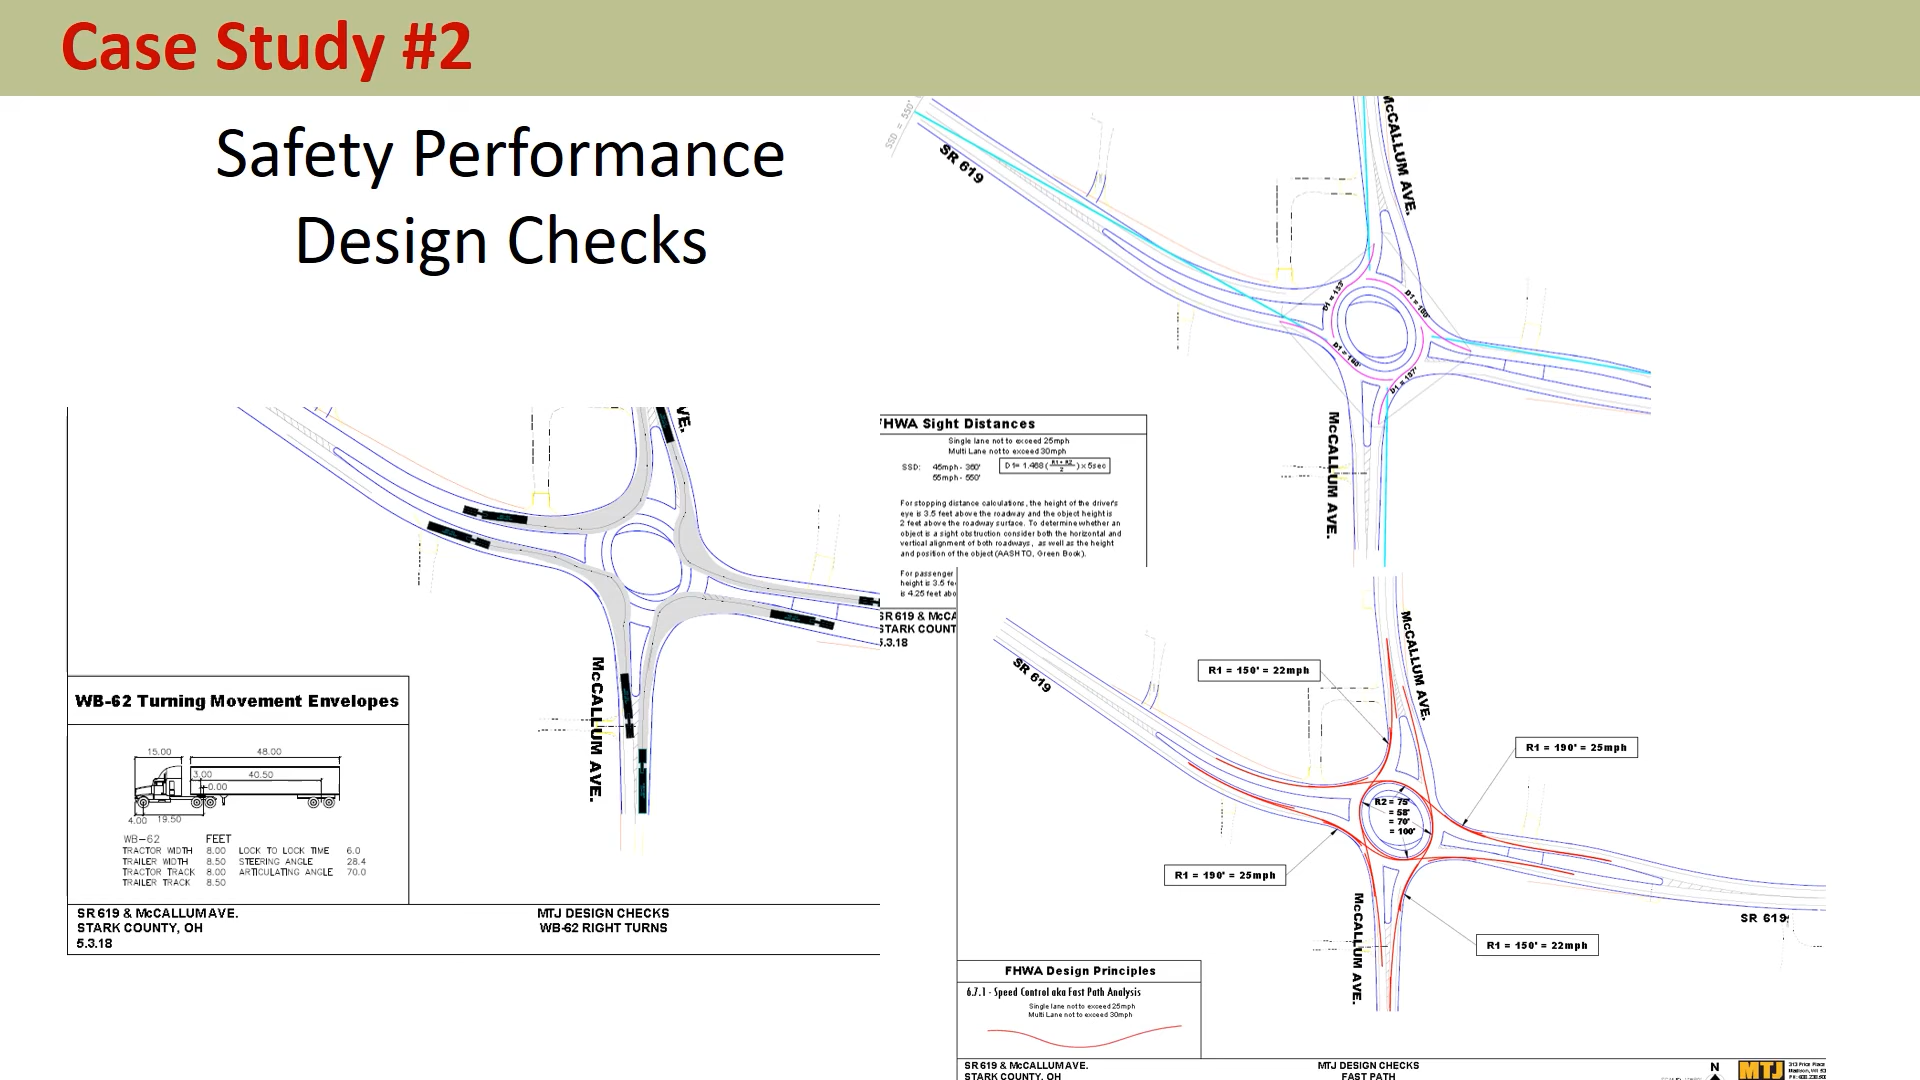 Case Study #2
Safety Performance
Design Checks
SSD = 550'
SR 619
McCALLUM AVE.
D1 = 180'
McCALLUM AVE.
FHWA Sight Distances
Single lane not to exceed 25mph
Multi Lane not to exceed 30mph
SSD: 45mph - 360'
55mph - 550'
D1= 1.468 ( R1 + R2 / 2 ) x 5sec
For stopping distance calculations, the height of the driver's
eye is 3.5 feet above the roadway and the object height is
2 feet above the roadway surface. To determine whether an
object is a sight obstruction consider both the horizontal and
vertical alignment of both roadways, as well as the height
and position of the object (AASHTO, Green Book).
For passenger
height is 3.5 fe
is 4.25 feet abo
SR 619 & McCA
STARK COUNT
5.3.18
VE.
McCALLUM AVE.
WB-62 Turning Movement Envelopes
15.00
48.00
3.00
40.50
0.00
4.00
19.50
WB-62 FEET
TRACTOR WIDTH 8.00 LOCK TO LOCK TIME 6.0
TRAILER WIDTH 8.50 STEERING ANGLE 28.4
TRACTOR TRACK 8.00 ARTICULATING ANGLE 70.0
TRAILER TRACK 8.50
SR 619 & McCALLUM AVE.
STARK COUNTY, OH
5.3.18
MTJ DESIGN CHECKS
WB-62 RIGHT TURNS
SR 619
McCALLUM AVE.
R1 = 150' = 22mph
R1 = 190' = 25mph
R2 = 75'
= 58'
= 70'
= 100'
R1 = 190' = 25mph
McCALLUM AVE.
SR 619
R1 = 150' = 22mph
FHWA Design Principles
6.7.1 - Speed Control aka Fast Path Analysis
Single lane not to exceed 25mph
Multi Lane not to exceed 30mph
SR 619 & McCALLUM AVE.
STARK COUNTY, OH
MTJ DESIGN CHECKS
FAST PATH
N
MTJ